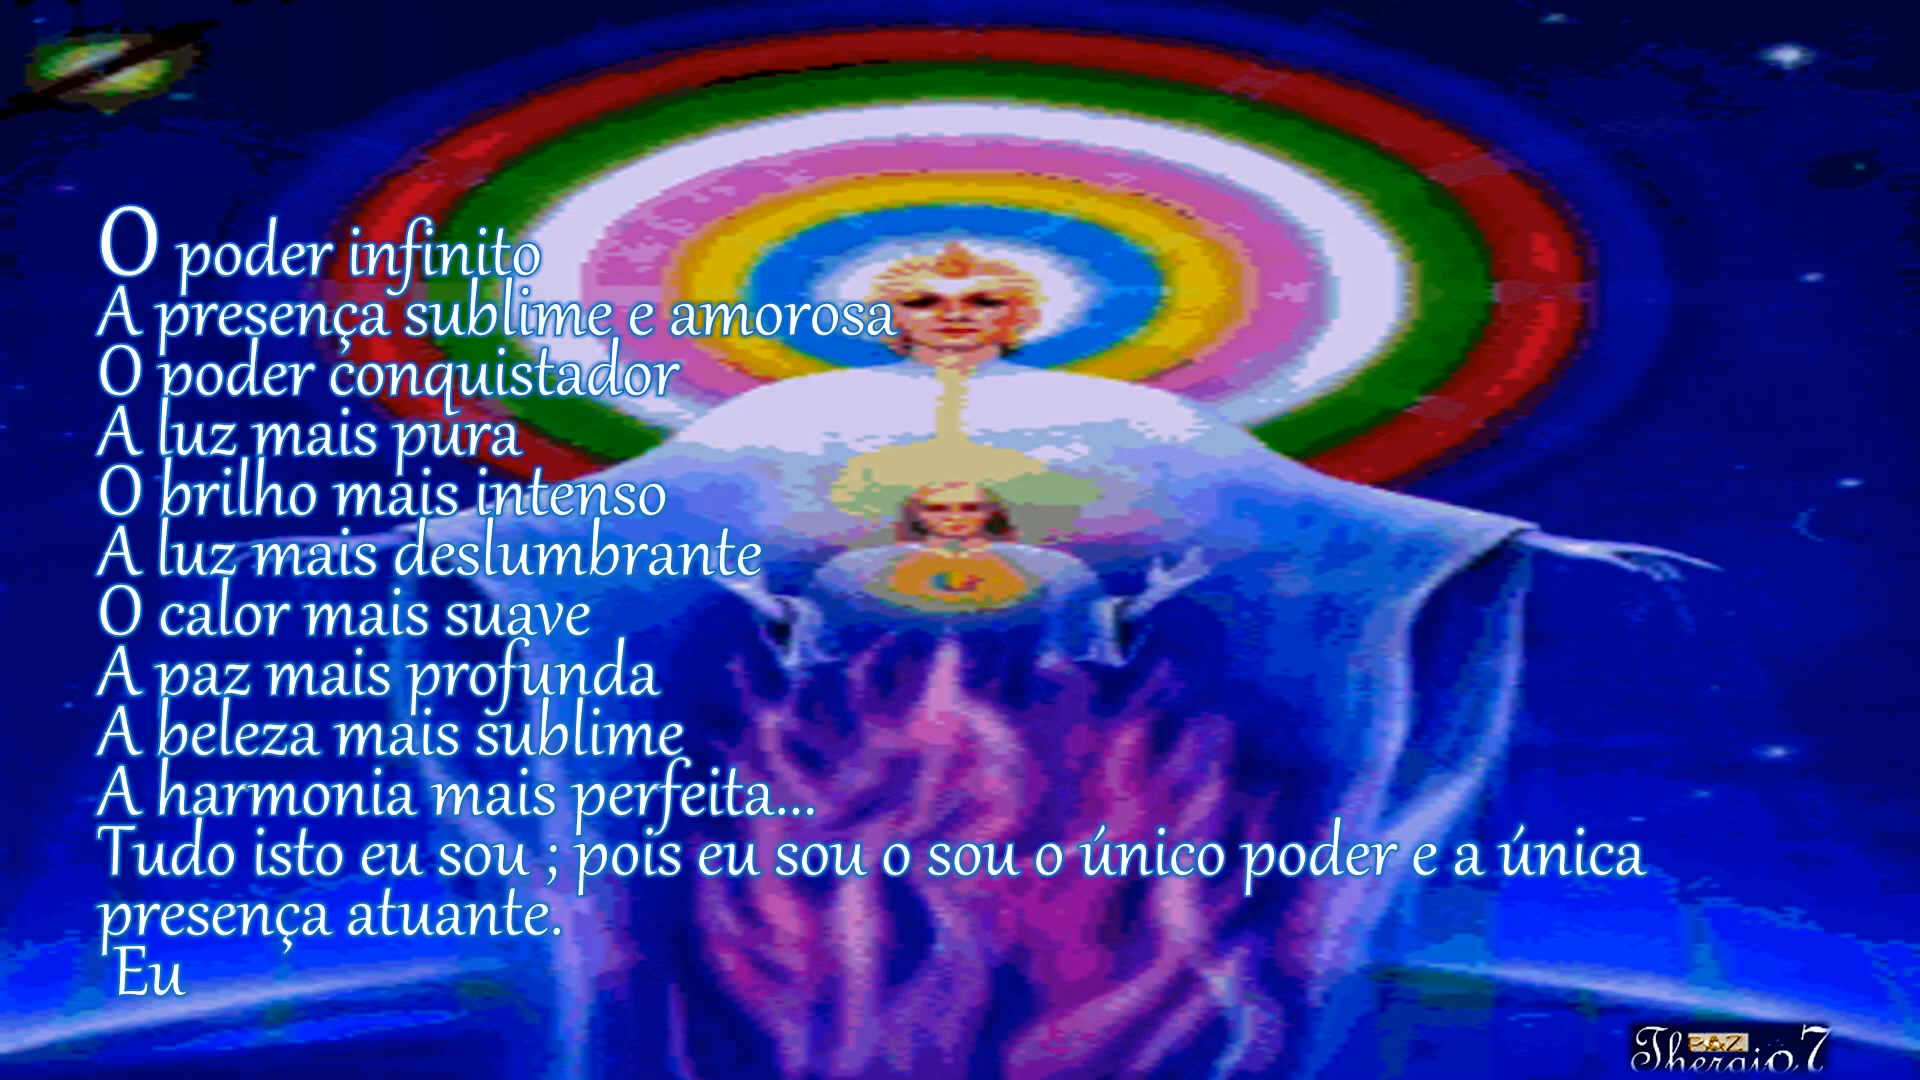 O poder infinito
A presença sublime e amorosa
O poder conquistador
A luz mais pura
O brilho mais intenso
A luz mais deslumbrante
O calor mais suave
A paz mais profunda
A beleza mais sublime
A harmonia mais perfeita...
Tudo isto eu sou ; pois eu sou o sou o único poder e a única
presença atuante.
Eu
PAZ
Thergio7